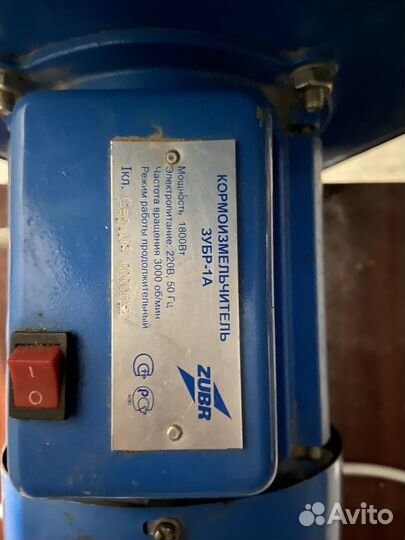 КОРМОИЗМЕЛЬЧИТЕЛЬ
ЗУБР-1А
Мощность 1800Вт
Электропитание 220В, 50 Гц
Частота вращения 3000 об/мин
Режим работы продолжительный
Iкл.
ZUBR
I
O
Avito